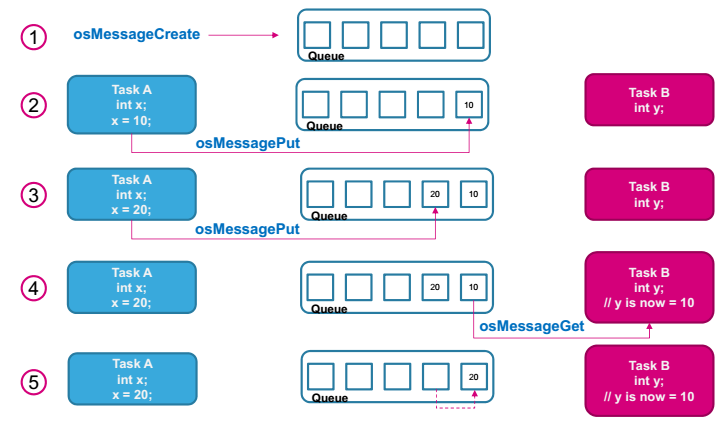 1
osMessageCreate
Queue
2
Task A
int x;
x = 10;
10
Queue
osMessagePut
Task B
int y;
3
Task A
int x;
x = 20;
20
10
Queue
osMessagePut
Task B
int y;
4
Task A
int x;
x = 20;
20
10
Queue
osMessageGet
Task B
int y;
// y is now = 10
5
Task A
int x;
x = 20;
20
Queue
Task B
int y;
// y is now = 10